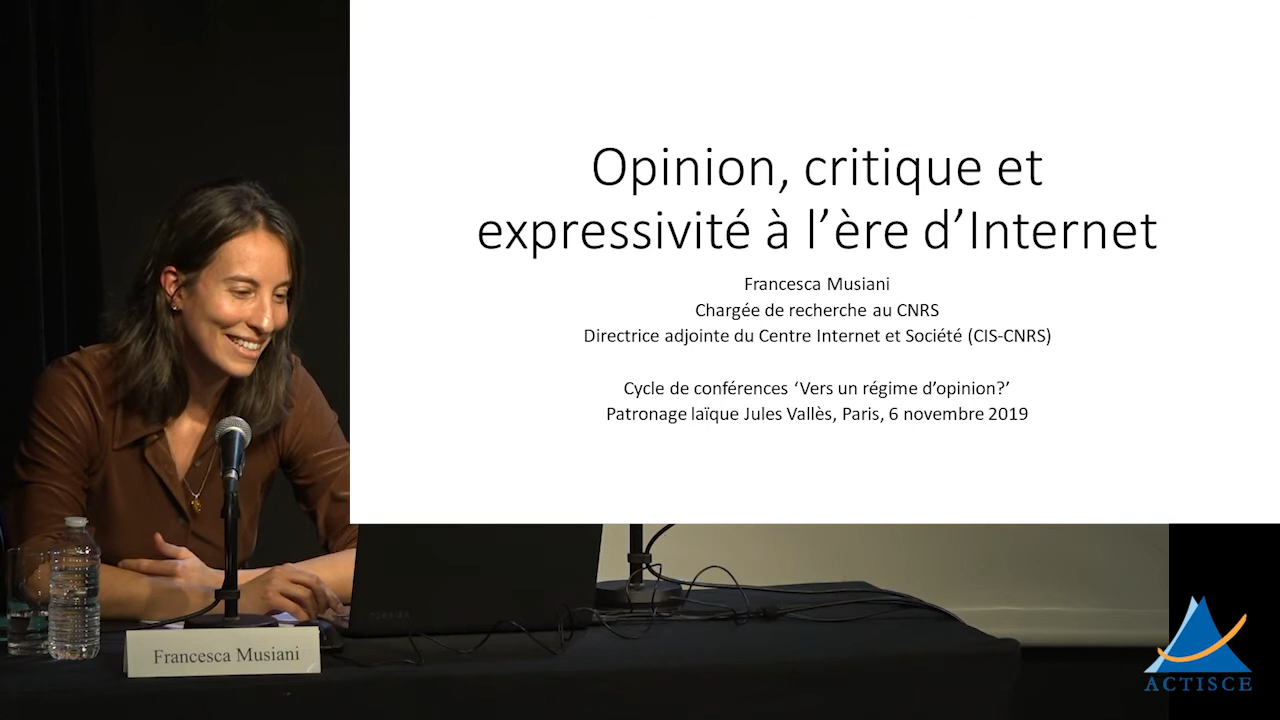 Opinion, critique et
expressivité à l’ère d’Internet
Francesca Musiani
Chargée de recherche au CNRS
Directrice adjointe du Centre Internet et Société (CIS-CNRS)
Cycle de conférences ‘Vers un régime d’opinion?’
Patronage laïque Jules Vallès, Paris, 6 novembre 2019
Francesca Musiani
ACTISCE